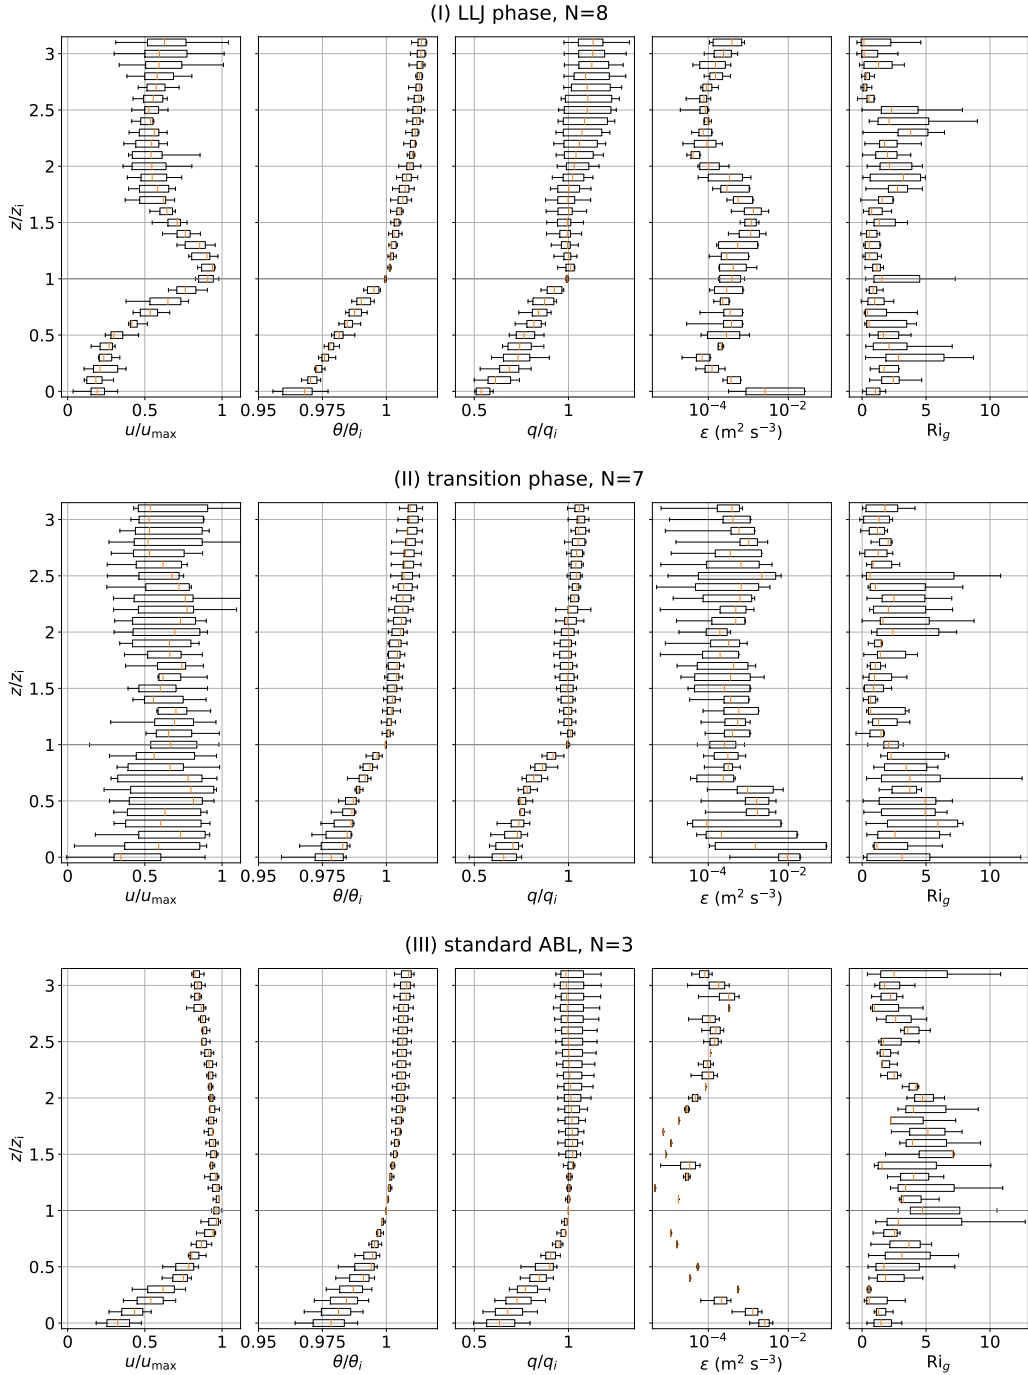 (I) LLJ phase, N=8
3
2.5
2
1.5
1
0.5
0
z/z_i
0 0.5 1
0.95 0.975 1
0.5 1
10⁻⁴ 10⁻²
0 5 10
u/u_max
θ/θ_i
q/q_i
ε (m² s⁻³)
Ri_g
(II) transition phase, N=7
3
2.5
2
1.5
1
0.5
0
z/z_i
0 0.5 1
0.95 0.975 1
0.5 1
10⁻⁴ 10⁻²
0 5 10
u/u_max
θ/θ_i
q/q_i
ε (m² s⁻³)
Ri_g
(III) standard ABL, N=3
3
2.5
2
1.5
1
0.5
0
z/z_i
0 0.5 1
0.95 0.975 1
0.5 1
10⁻⁴ 10⁻²
0 5 10
u/u_max
θ/θ_i
q/q_i
ε (m² s⁻³)
Ri_g